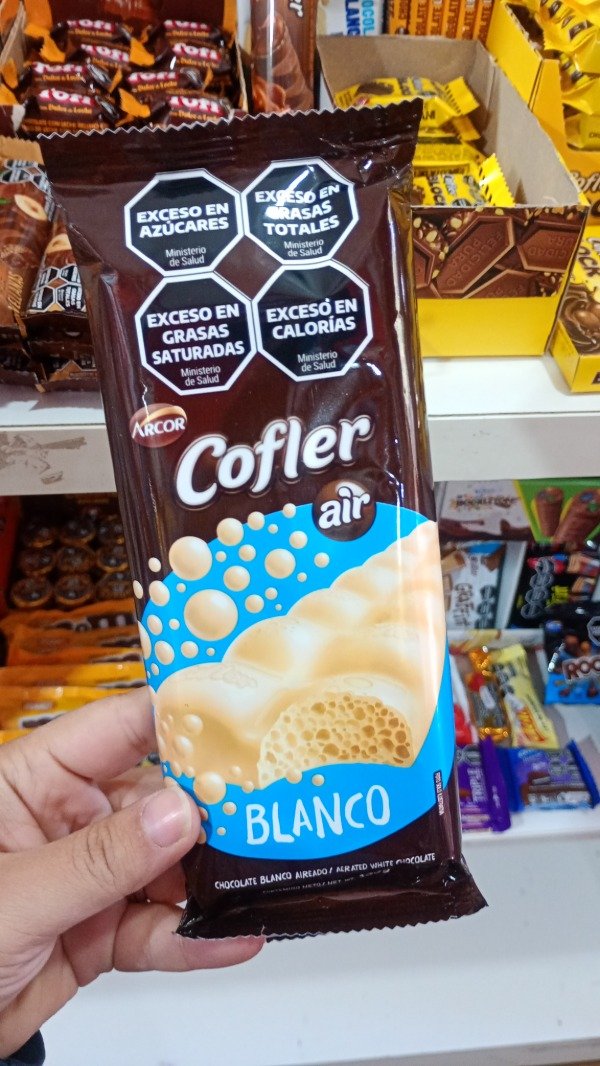 Tofi
Tofi
Tofi
Tofi
EXCESO EN
AZÚCARES
Ministerio
de Salud
EXCESO EN
GRASAS
TOTALES
Ministerio
de Salud
EXCESO EN
GRASAS
SATURADAS
Ministerio
de Salud
EXCESO EN
CALORÍAS
Ministerio
de Salud
ARCOR
Cofler
air
BLANCO
CHOCOLATE BLANCO AIREADO / AERATED WHITE CHOCOLATE